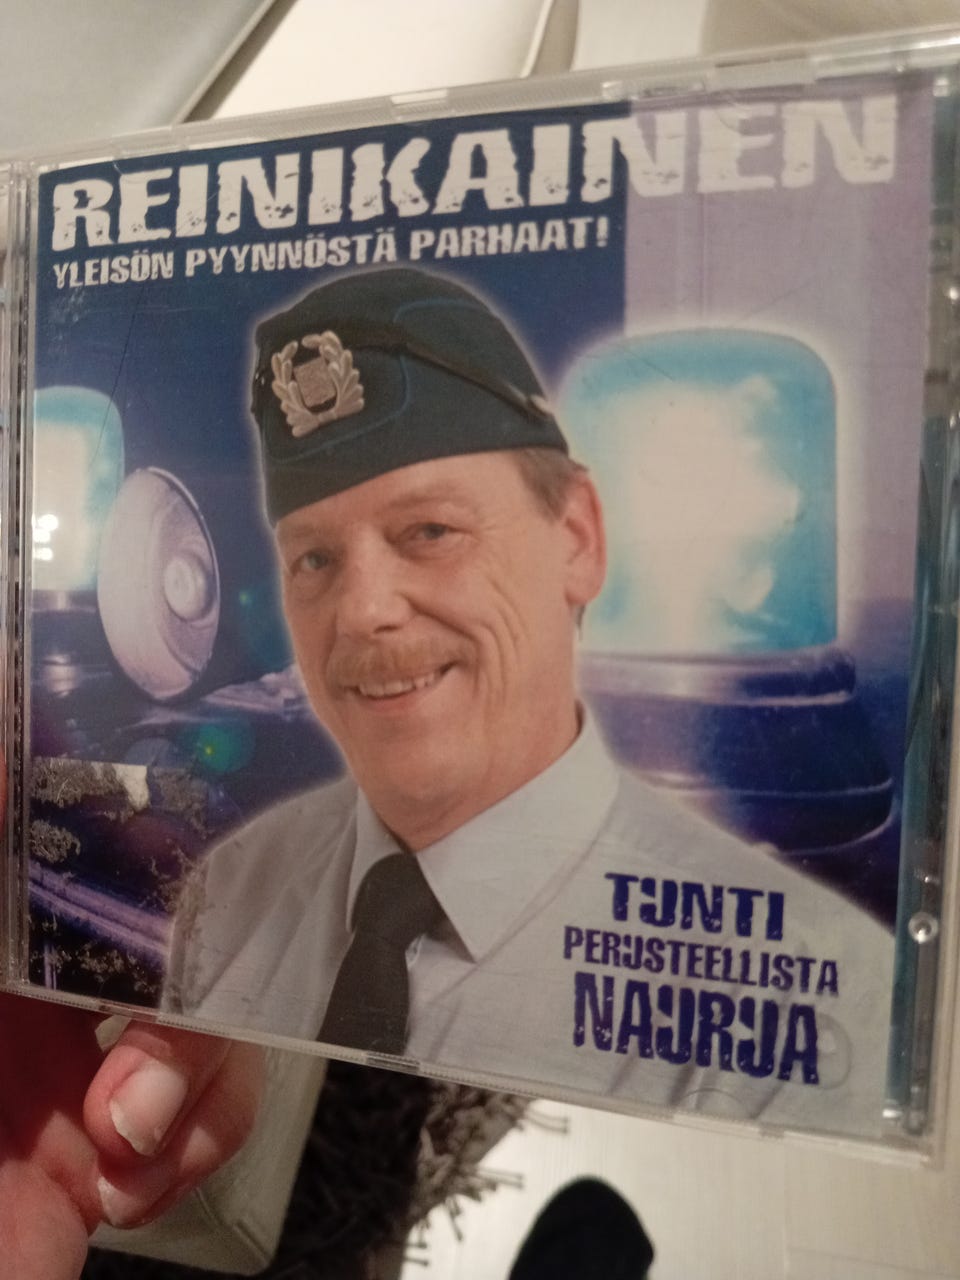 REINIKAINEN
YLEISÖN PYYNNÖSTÄ PARHAAT!
TUNTI
PERUSTEELLISTA
NAURUA